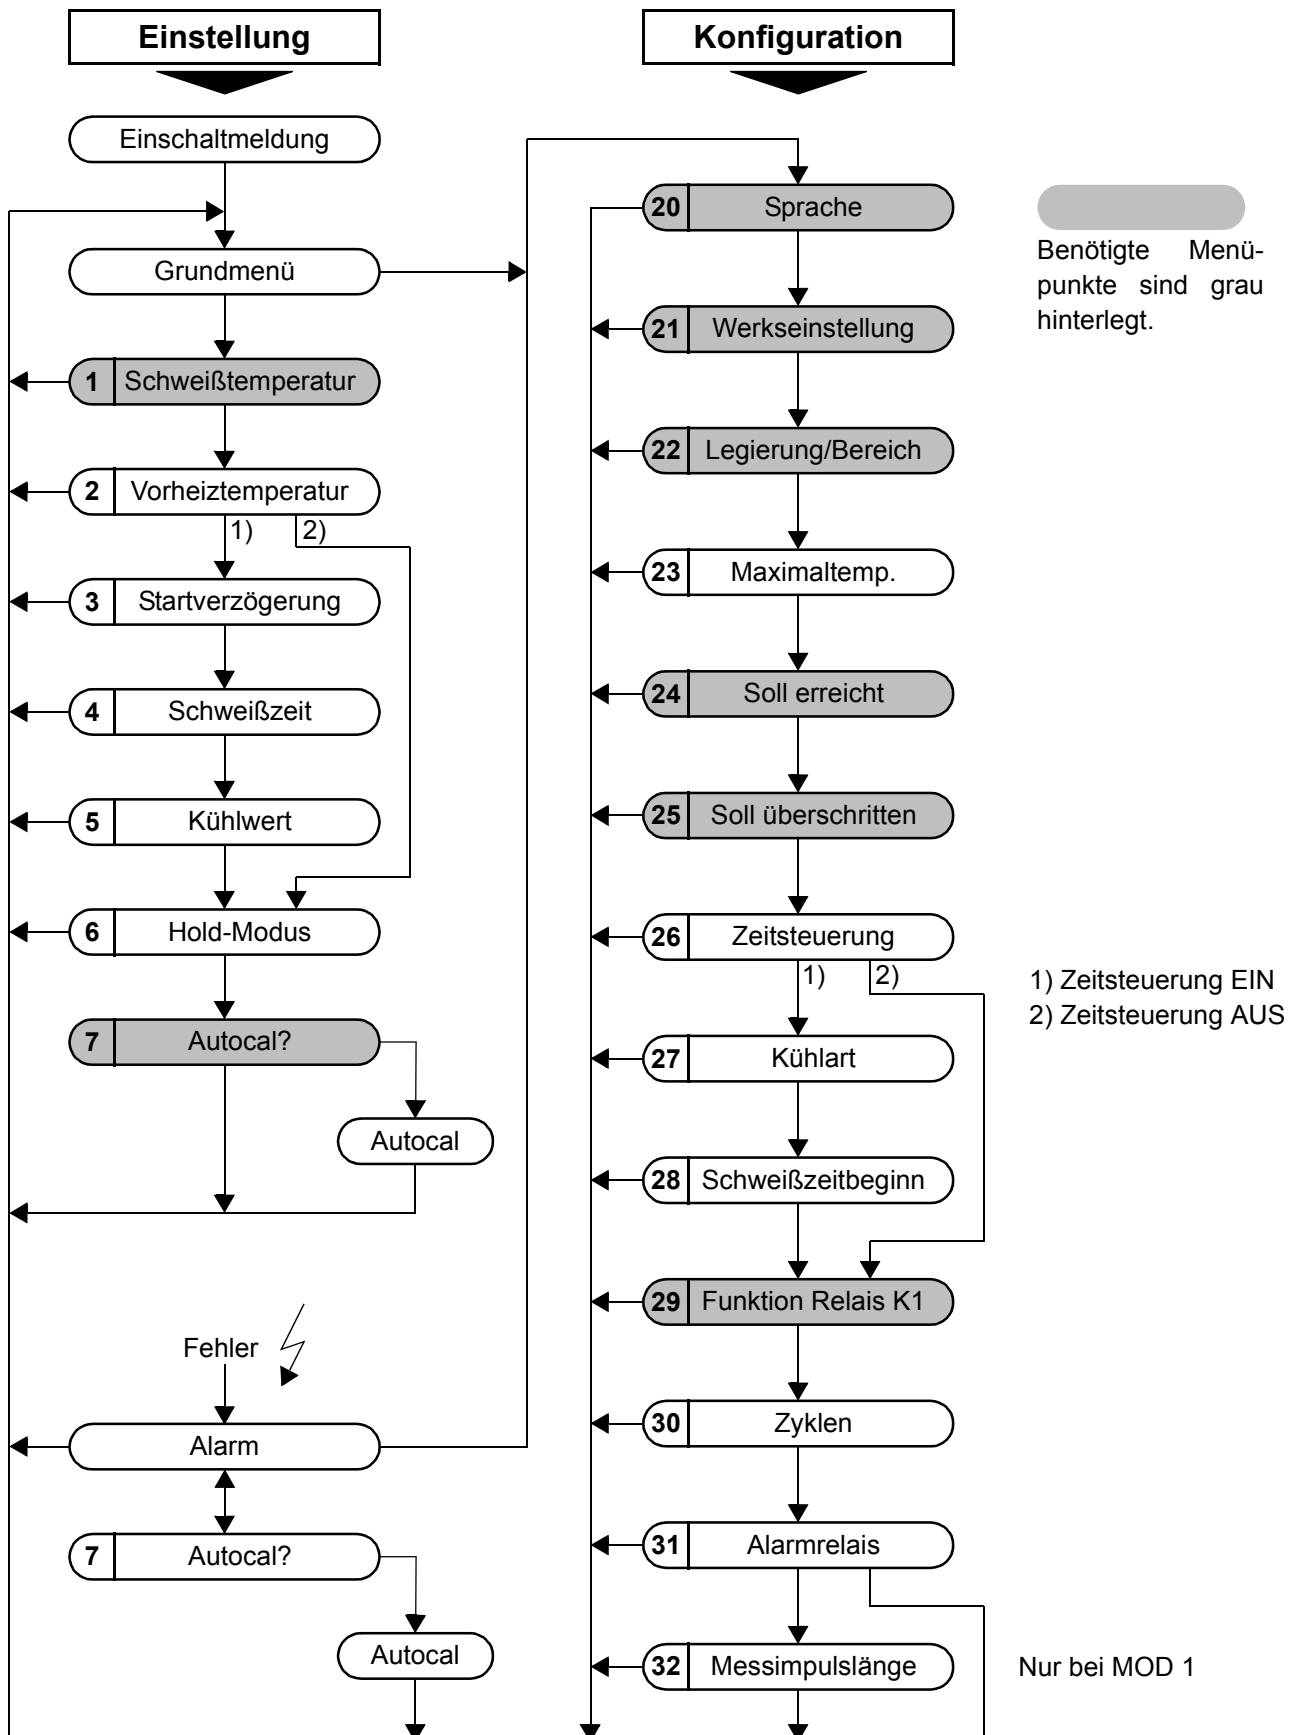 Einstellung
Einschaltmeldung
Grundmenü
1 Schweißtemperatur
2 Vorheiztemperatur
1) 2)
3 Startverzögerung
4 Schweißzeit
5 Kühlwert
6 Hold-Modus
7 Autocal?
Autocal
Fehler
Alarm
7 Autocal?
Autocal
Konfiguration
20 Sprache
21 Werkseinstellung
22 Legierung/Bereich
23 Maximaltemp.
24 Soll erreicht
25 Soll überschritten
26 Zeitsteuerung
1) 2)
27 Kühlart
28 Schweißzeitbeginn
29 Funktion Relais K1
30 Zyklen
31 Alarmrelais
32 Messimpulslänge
Benötigte Menü-
punkte sind grau
hinterlegt.
1) Zeitsteuerung EIN
2) Zeitsteuerung AUS
Nur bei MOD 1